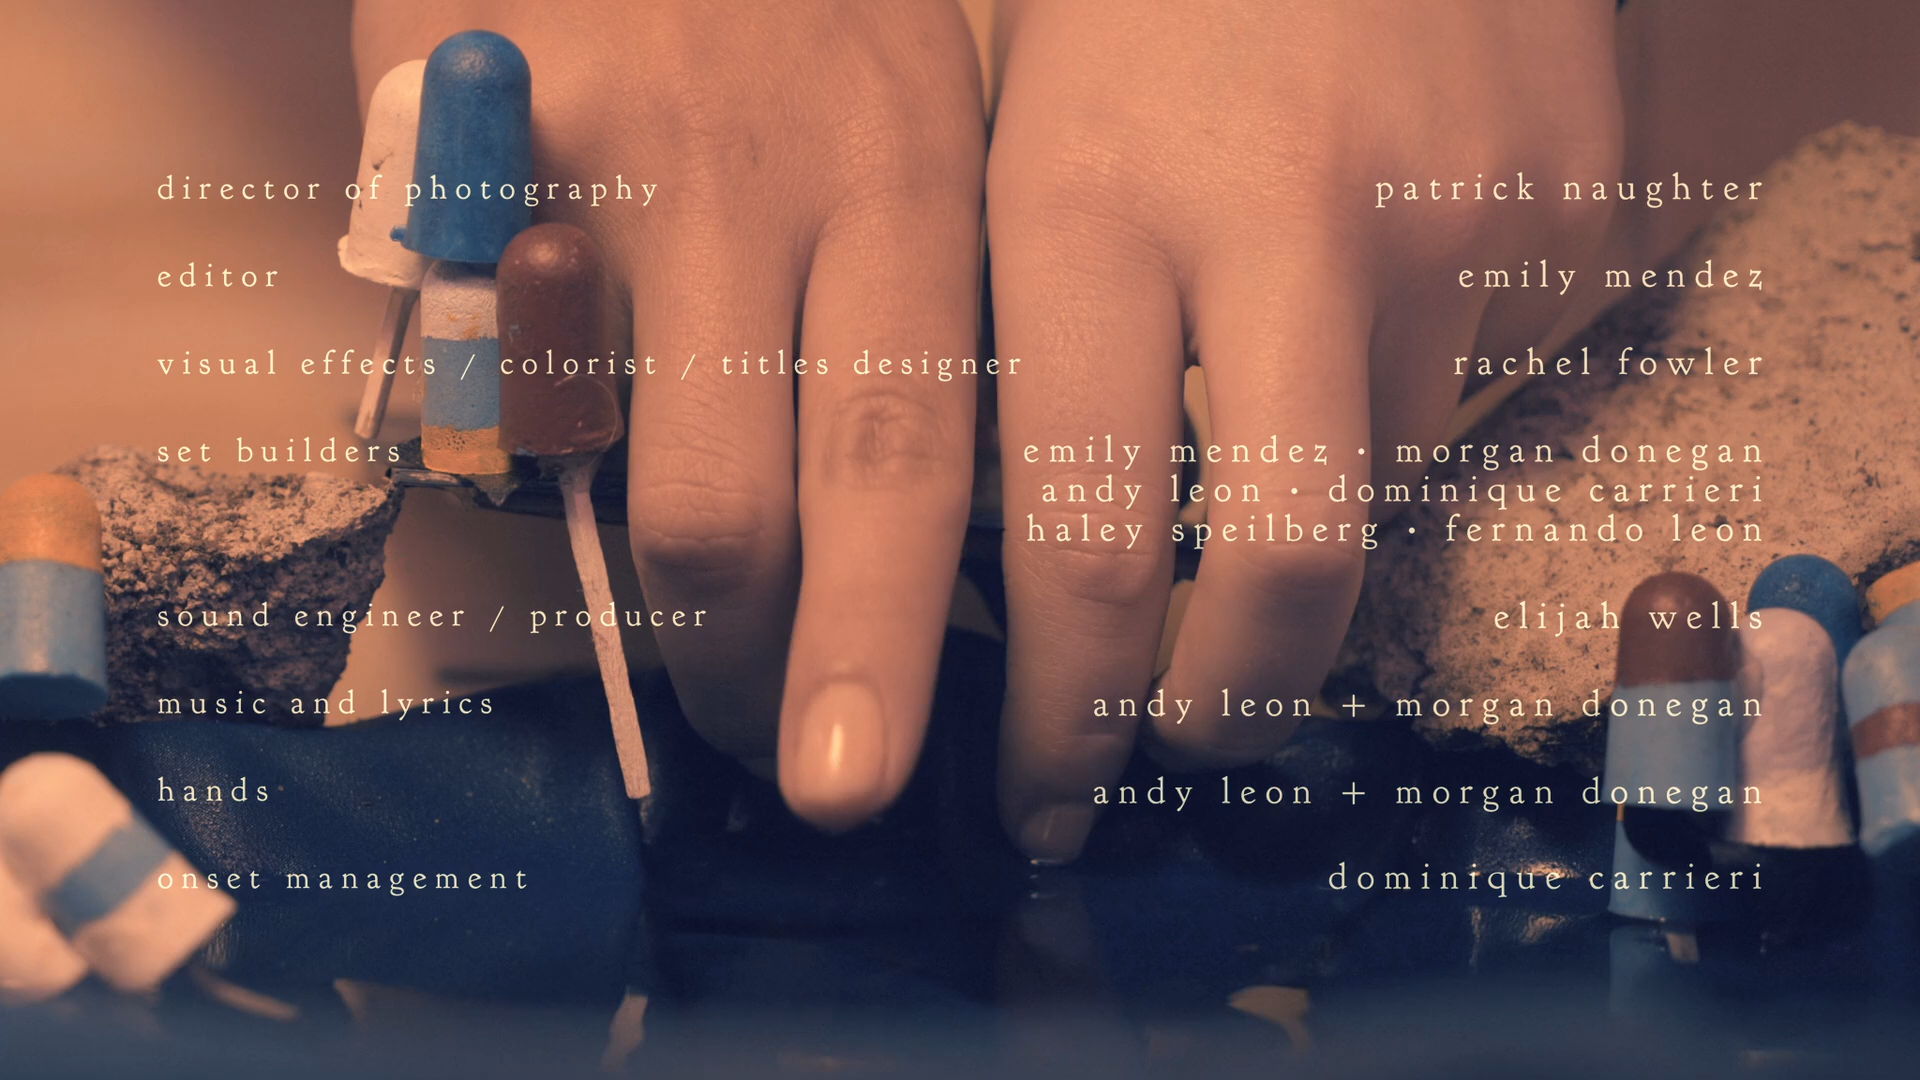 director of photography patrick naughter
editor emily mendez
visual effects / colorist / titles designer rachel fowler
set builders emily mendez · morgan donegan
andy leon · dominique carrieri
haley speilberg · fernando leon
sound engineer / producer elijah wells
music and lyrics andy leon + morgan donegan
hands andy leon + morgan donegan
onset management dominique carrieri